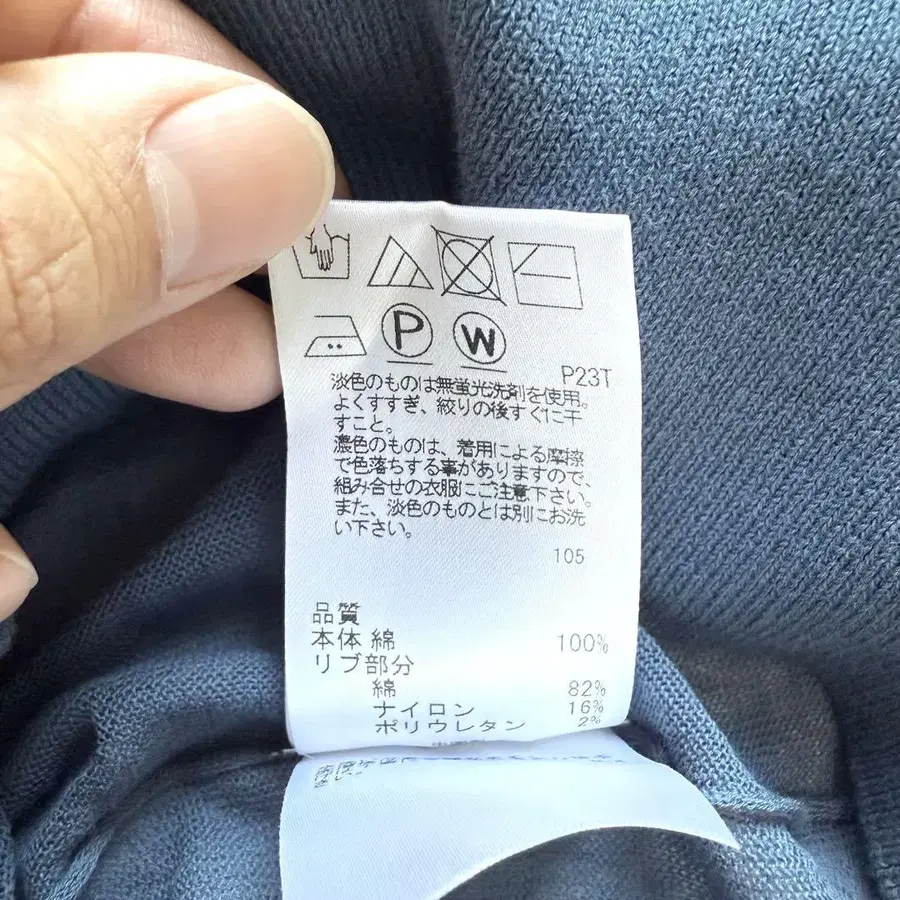 P W
P23T
淡色のものは無蛍光洗剤を使用。
よくすすぎ、絞りの後すぐに干
すこと。
濃色のものは、着用による摩擦
で色落ちする事がありますので、
組み合せの衣服にご注意下さい。
また、淡色のものとは別にお洗
い下さい。
105
品質
本体 綿 100%
リブ部分
綿 82%
ナイロン 16%
ポリウレタン 2%